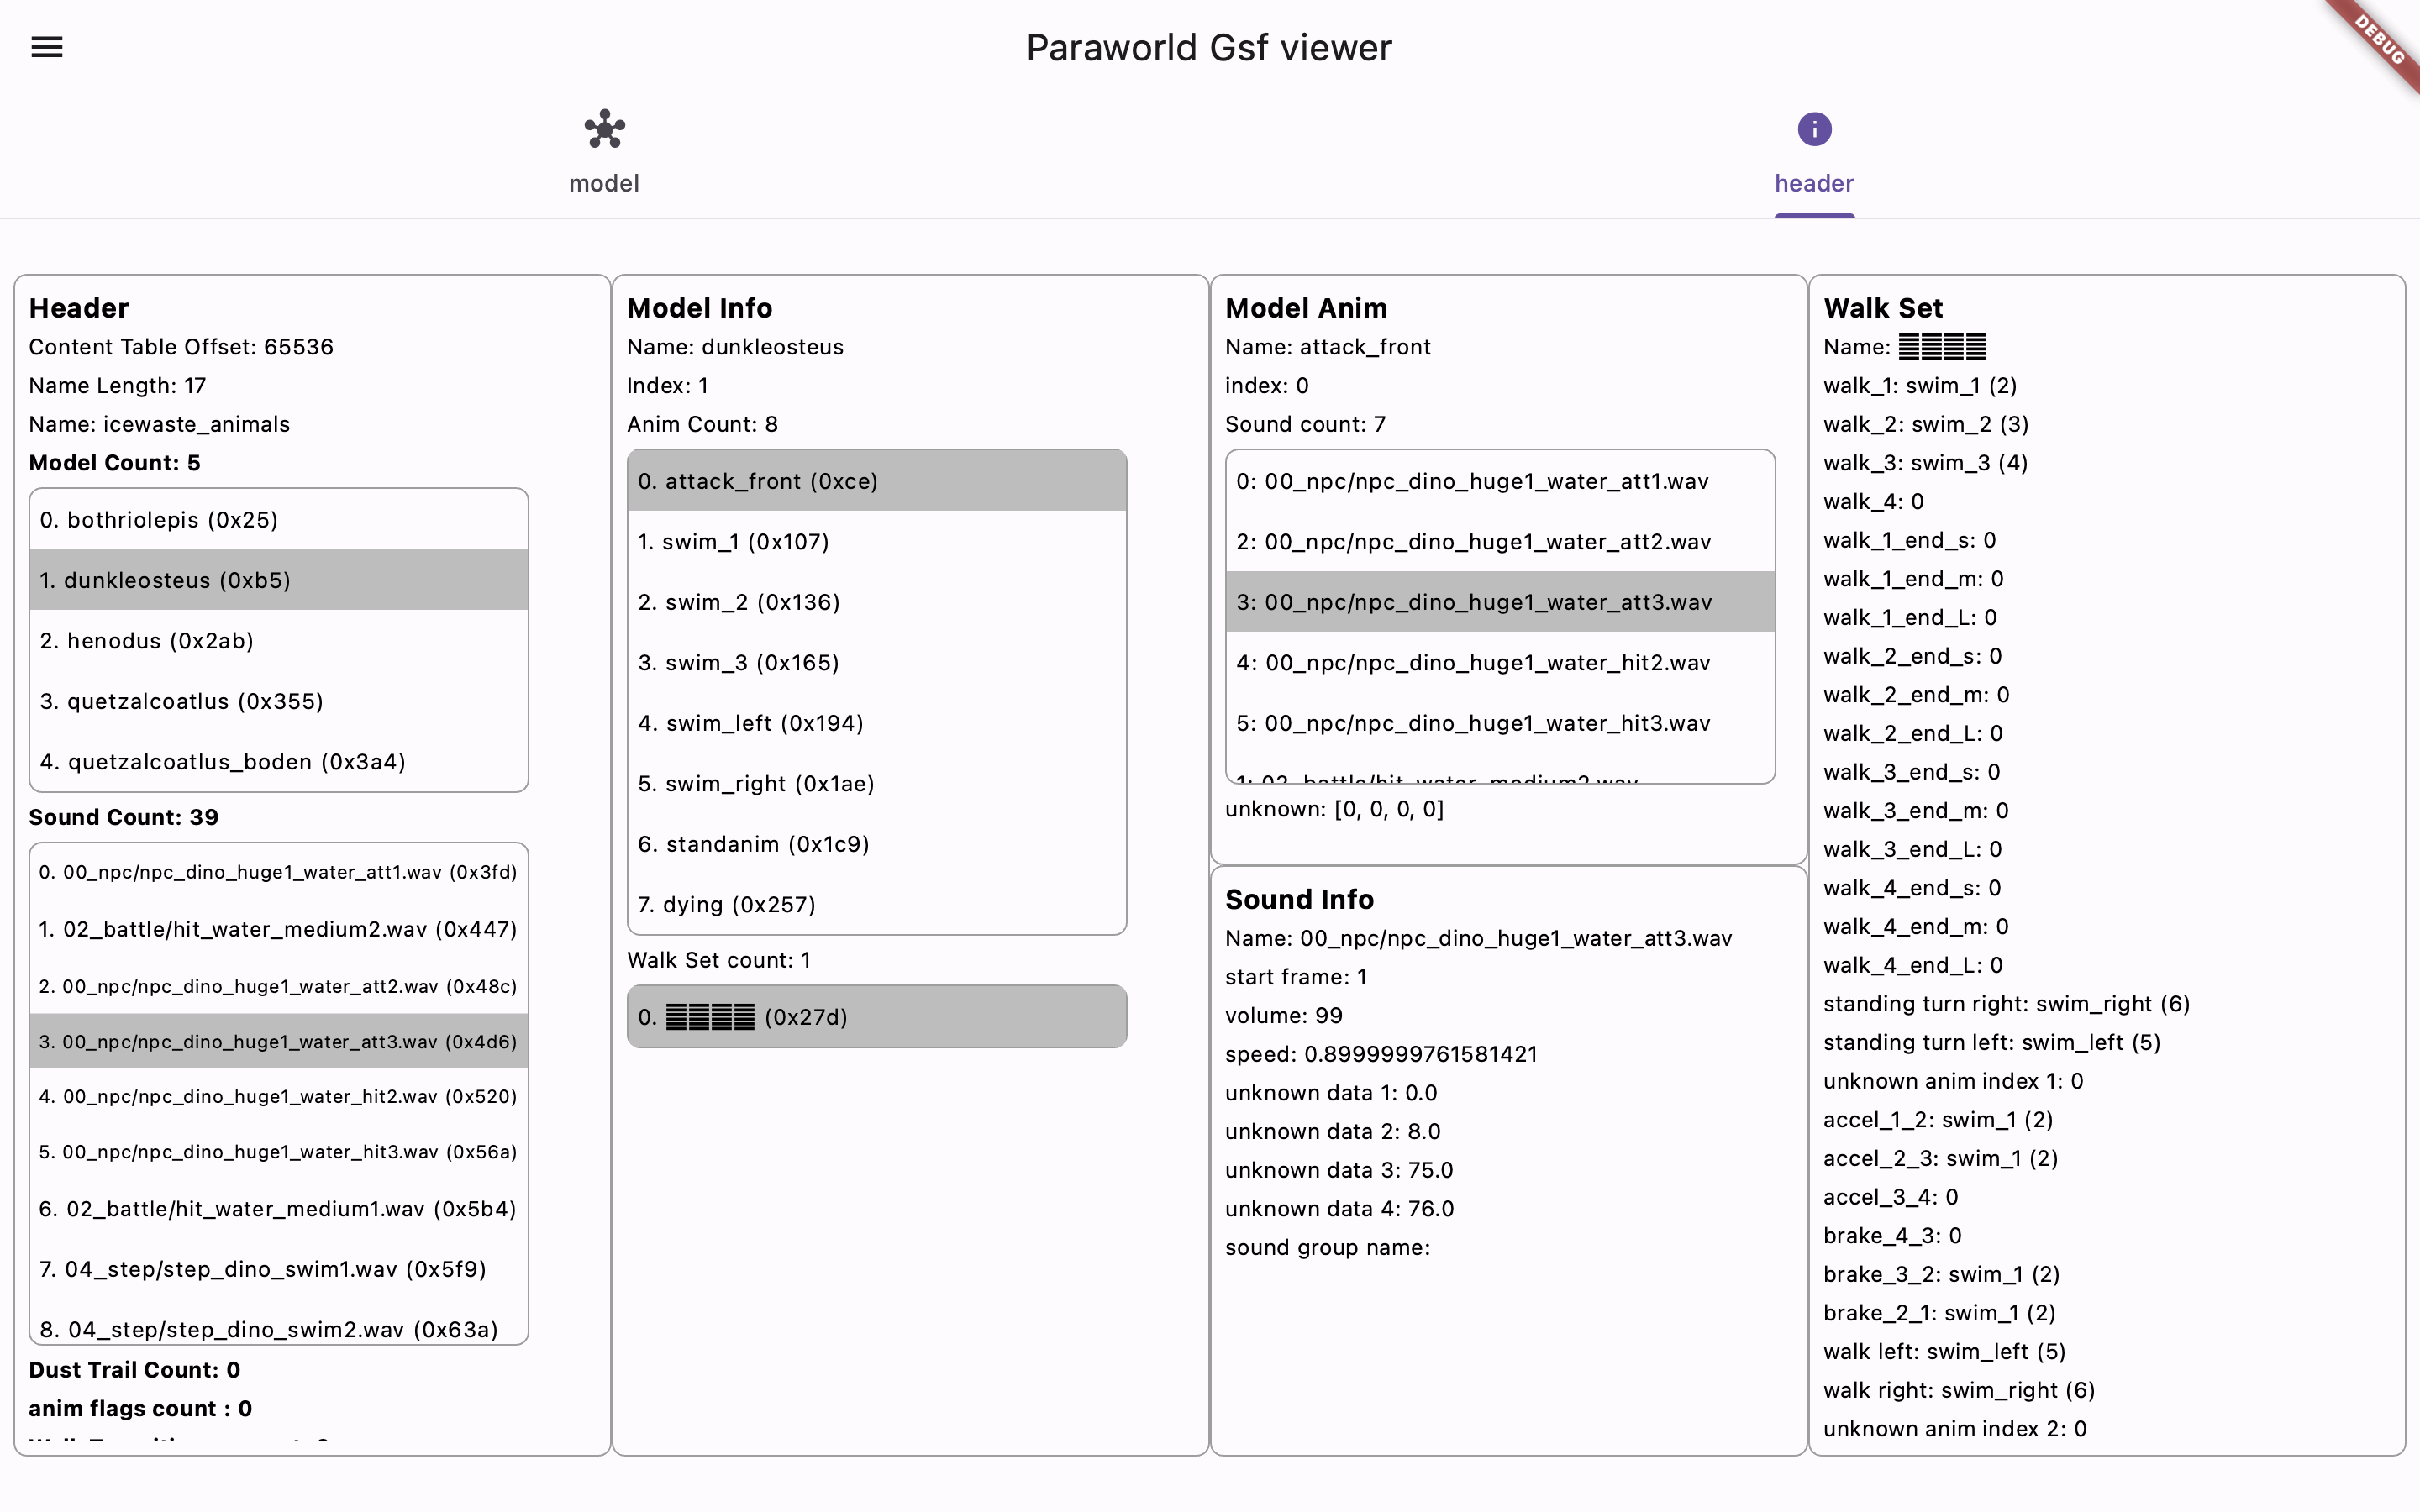 Paraworld Gsf viewer
DEBUG
model
header
Header
Content Table Offset: 65536
Name Length: 17
Name: icewaste_animals
Model Count: 5
0. bothriolepis (0x25)
1. dunkleosteus (0xb5)
2. henodus (0x2ab)
3. quetzalcoatlus (0x355)
4. quetzalcoatlus_boden (0x3a4)
Sound Count: 39
0. 00_npc/npc_dino_huge1_water_att1.wav (0x3fd)
1. 02_battle/hit_water_medium2.wav (0x447)
2. 00_npc/npc_dino_huge1_water_att2.wav (0x48c)
3. 00_npc/npc_dino_huge1_water_att3.wav (0x4d6)
4. 00_npc/npc_dino_huge1_water_hit2.wav (0x520)
5. 00_npc/npc_dino_huge1_water_hit3.wav (0x56a)
6. 02_battle/hit_water_medium1.wav (0x5b4)
7. 04_step/step_dino_swim1.wav (0x5f9)
8. 04_step/step_dino_swim2.wav (0x63a)
Dust Trail Count: 0
anim flags count : 0
Model Info
Name: dunkleosteus
Index: 1
Anim Count: 8
0. attack_front (0xce)
1. swim_1 (0x107)
2. swim_2 (0x136)
3. swim_3 (0x165)
4. swim_left (0x194)
5. swim_right (0x1ae)
6. standanim (0x1c9)
7. dying (0x257)
Walk Set count: 1
0. (0x27d)
Model Anim
Name: attack_front
index: 0
Sound count: 7
0: 00_npc/npc_dino_huge1_water_att1.wav
2: 00_npc/npc_dino_huge1_water_att2.wav
3: 00_npc/npc_dino_huge1_water_att3.wav
4: 00_npc/npc_dino_huge1_water_hit2.wav
5: 00_npc/npc_dino_huge1_water_hit3.wav
1: 02_battle/hit_water_medium2.wav
unknown: [0, 0, 0, 0]
Sound Info
Name: 00_npc/npc_dino_huge1_water_att3.wav
start frame: 1
volume: 99
speed: 0.8999999761581421
unknown data 1: 0.0
unknown data 2: 8.0
unknown data 3: 75.0
unknown data 4: 76.0
sound group name:
Walk Set
Name:
walk_1: swim_1 (2)
walk_2: swim_2 (3)
walk_3: swim_3 (4)
walk_4: 0
walk_1_end_s: 0
walk_1_end_m: 0
walk_1_end_L: 0
walk_2_end_s: 0
walk_2_end_m: 0
walk_2_end_L: 0
walk_3_end_s: 0
walk_3_end_m: 0
walk_3_end_L: 0
walk_4_end_s: 0
walk_4_end_m: 0
walk_4_end_L: 0
standing turn right: swim_right (6)
standing turn left: swim_left (5)
unknown anim index 1: 0
accel_1_2: swim_1 (2)
accel_2_3: swim_1 (2)
accel_3_4: 0
brake_4_3: 0
brake_3_2: swim_1 (2)
brake_2_1: swim_1 (2)
walk left: swim_left (5)
walk right: swim_right (6)
unknown anim index 2: 0